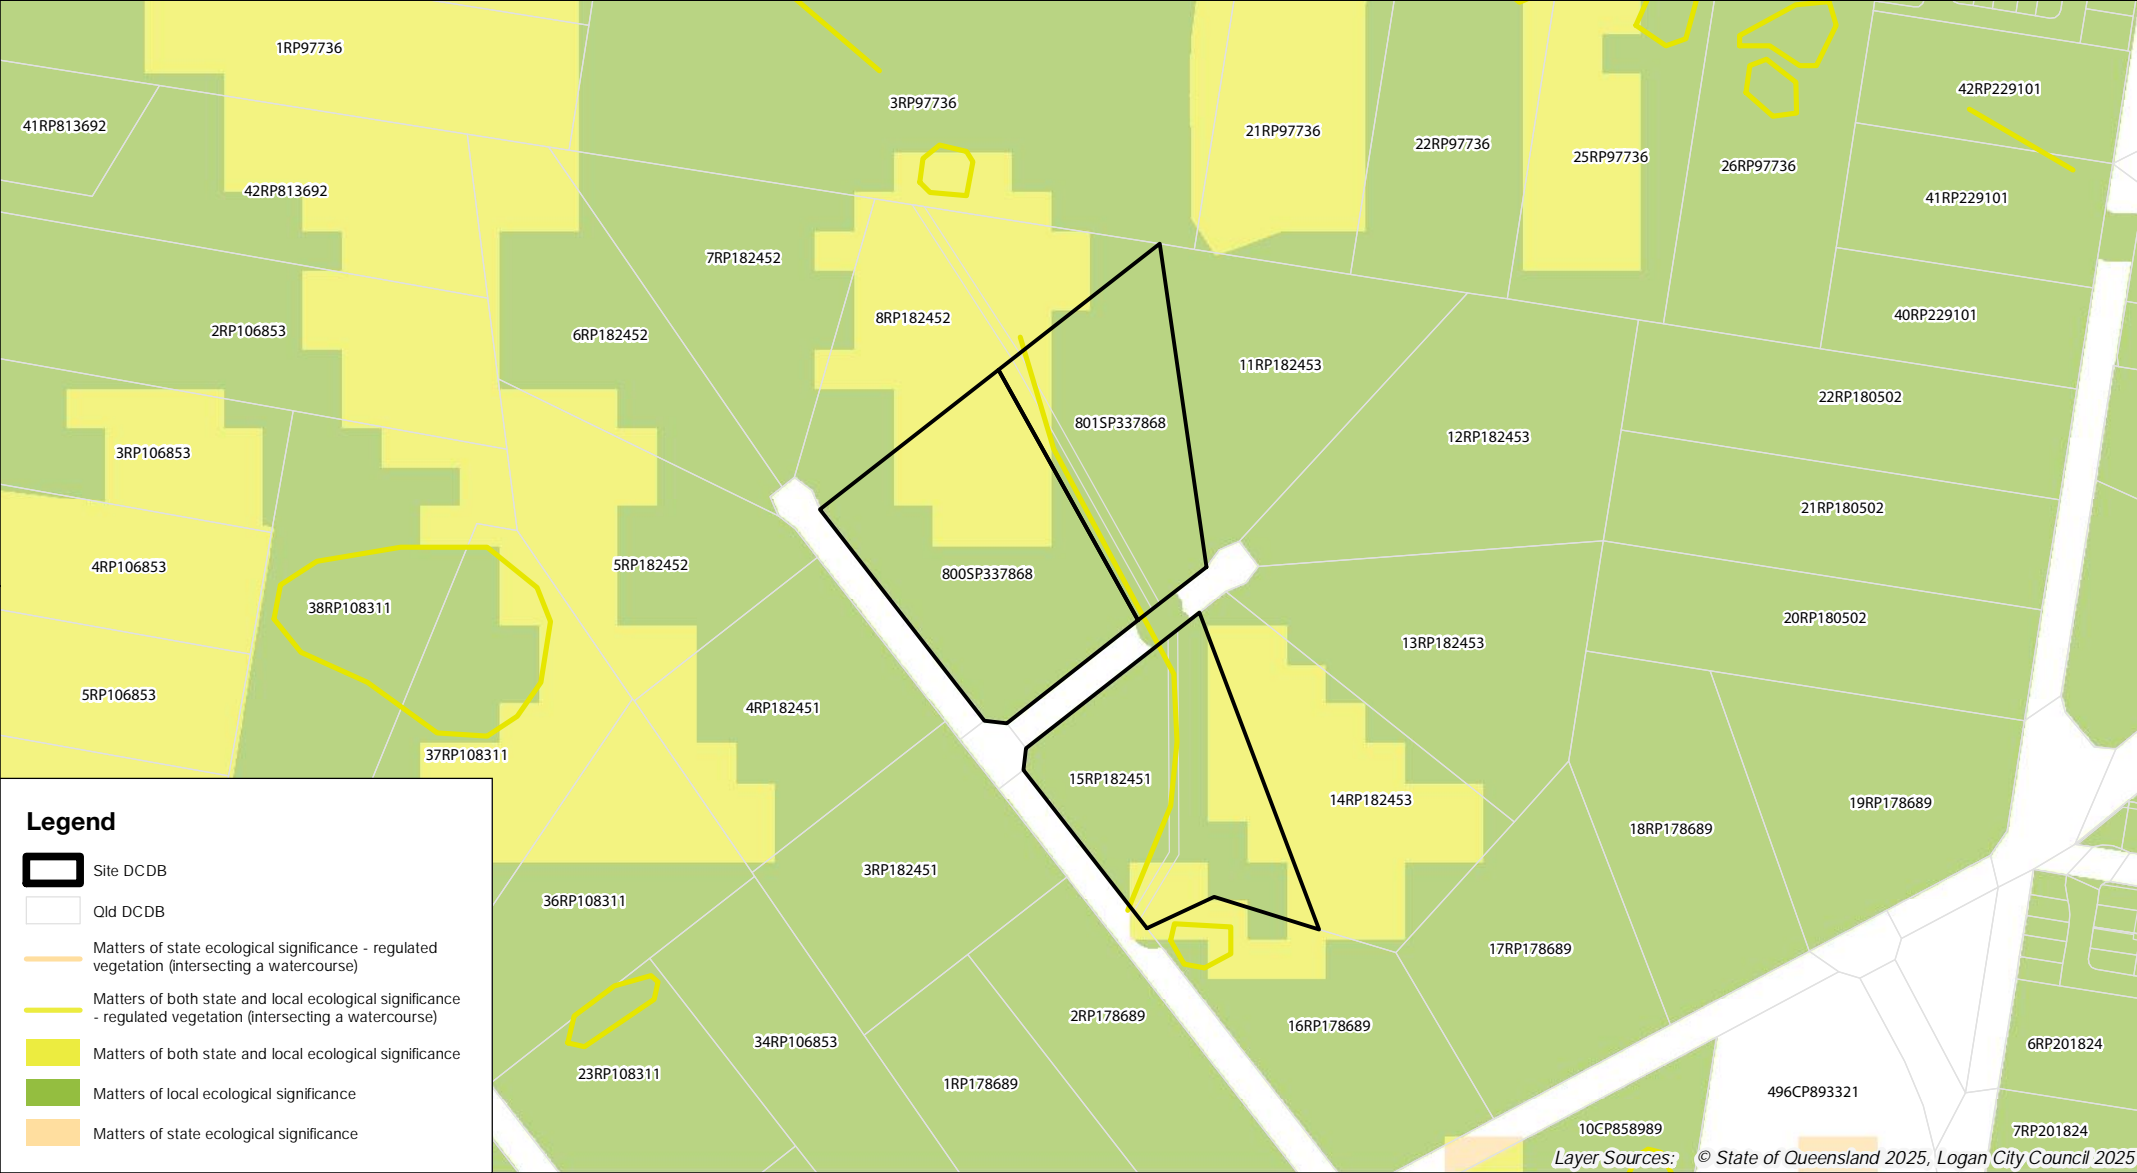 1RP97736
3RP97736
42RP229101
41RP813692
21RP97736
22RP97736
25RP97736
26RP97736
42RP813692
41RP229101
7RP182452
8RP182452
40RP229101
2RP106853
6RP182452
11RP182453
22RP180502
801SP337868
12RP182453
3RP106853
21RP180502
4RP106853
5RP182452
800SP337868
38RP108311
20RP180502
13RP182453
5RP106853
4RP182451
37RP108311
15RP182451
14RP182453
19RP178689
18RP178689
3RP182451
36RP108311
17RP178689
2RP178689
16RP178689
34RP106853
6RP201824
23RP108311
1RP178689
496CP893321
10CP858989
7RP201824
Legend
Site DCDB
Qld DCDB
Matters of state ecological significance - regulated
vegetation (intersecting a watercourse)
Matters of both state and local ecological significance
- regulated vegetation (intersecting a watercourse)
Matters of both state and local ecological significance
Matters of local ecological significance
Matters of state ecological significance
Layer Sources: © State of Queensland 2025, Logan City Council 2025